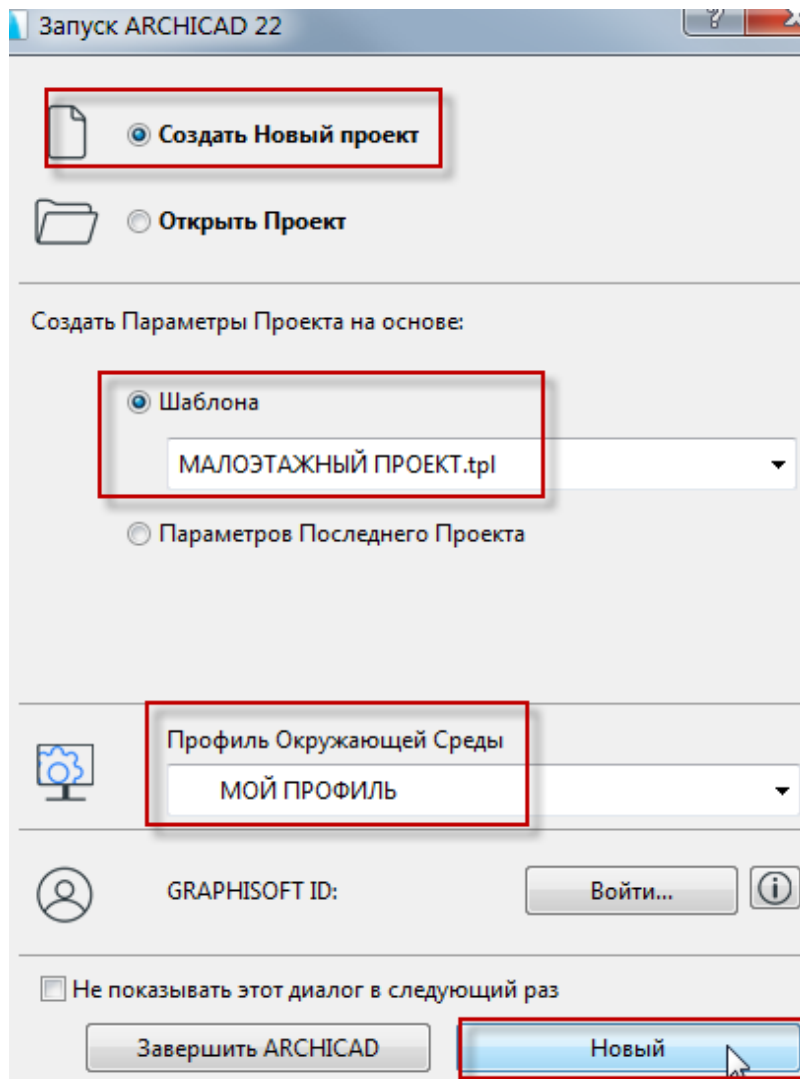 Запуск ARCHICAD 22
Создать Новый проект
Открыть Проект
Создать Параметры Проекта на основе:
Шаблона
МАЛОЭТАЖНЫЙ ПРОЕКТ.tpl
Параметров Последнего Проекта
Профиль Окружающей Среды
МОЙ ПРОФИЛЬ
GRAPHISOFT ID: Войти...
Не показывать этот диалог в следующий раз
Завершить ARCHICAD Новый